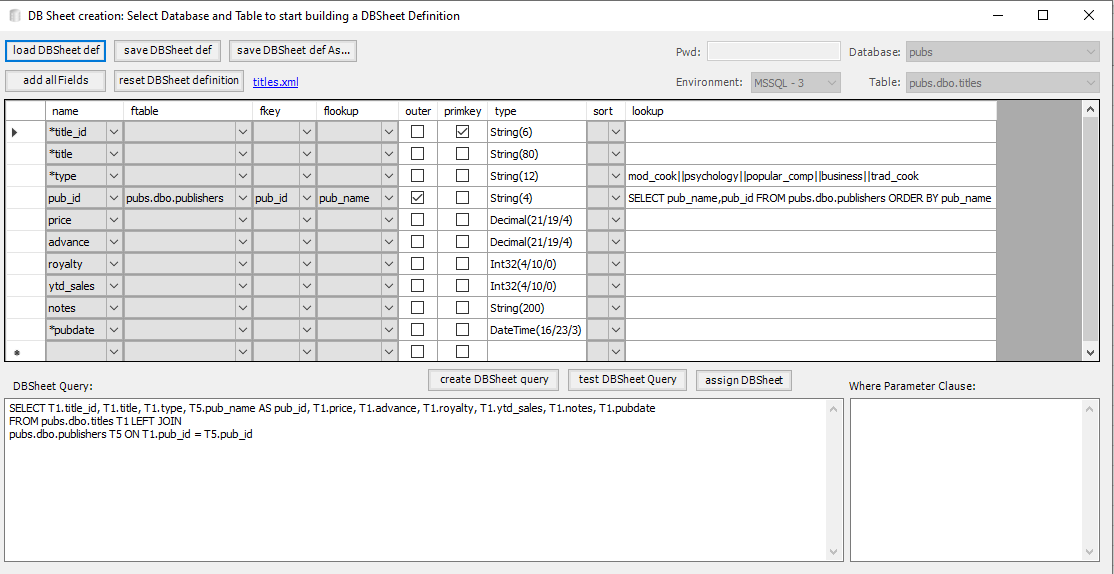 DB Sheet creation: Select Database and Table to start building a DBSheet Definition
load DBSheet def save DBSheet def save DBSheet def As... Pwd: Database: pubs
add all Fields reset DBSheet definition titles.xml Environment: MSSQL - 3 Table: pubs.dbo.titles
name ftable fkey flookup outer primkey type sort lookup
*title_id String(6)
*title String(80)
*type String(12) mod_cook||psychology||popular_comp||business||trad_cook
pub_id pubs.dbo.publishers pub_id pub_name String(4) SELECT pub_name,pub_id FROM pubs.dbo.publishers ORDER BY pub_name
price Decimal(21/19/4)
advance Decimal(21/19/4)
royalty Int32(4/10/0)
ytd_sales Int32(4/10/0)
notes String(200)
*pubdate DateTime(16/23/3)
create DBSheet query test DBSheet Query assign DBSheet
DBSheet Query: Where Parameter Clause:
SELECT T1.title_id, T1.title, T1.type, T5.pub_name AS pub_id, T1.price, T1.advance, T1.royalty, T1.ytd_sales, T1.notes, T1.pubdate
FROM pubs.dbo.titles T1 LEFT JOIN
pubs.dbo.publishers T5 ON T1.pub_id = T5.pub_id